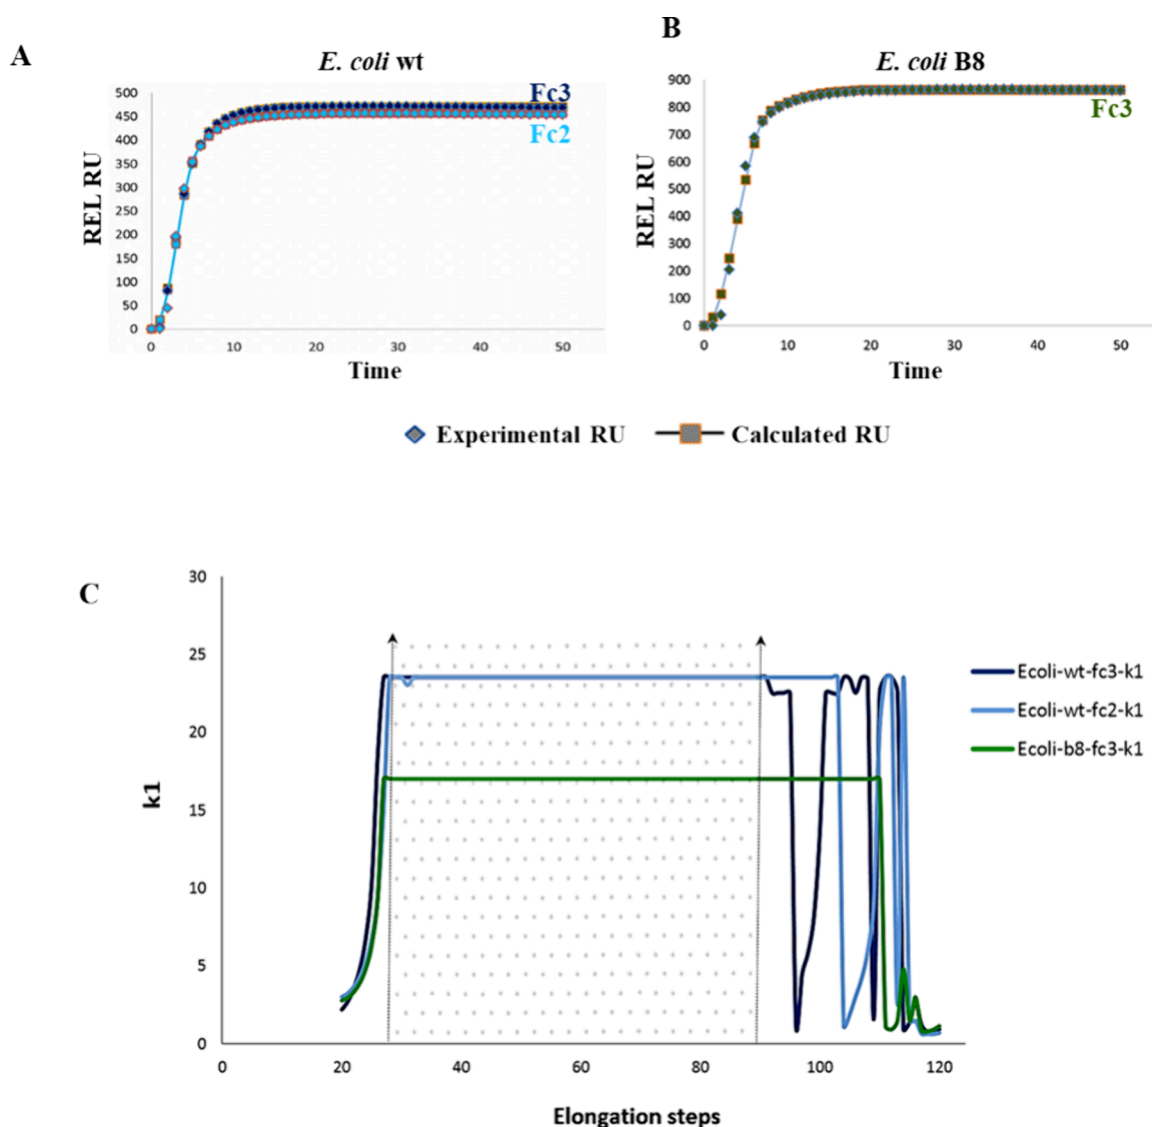 A
B
E. coli wt
E. coli B8
500
450
400
350
300
250
200
150
100
50
0
REL RU
Fc3
Fc2
0 10 20 30 40 50
Time
900
800
700
600
500
400
300
200
100
0
REL RU
Fc3
0 10 20 30 40 50
Time
Experimental RU
Calculated RU
C
30
25
20
15
10
5
0
k1
0 20 40 60 80 100 120
Elongation steps
Ecoli-wt-fc3-k1
Ecoli-wt-fc2-k1
Ecoli-b8-fc3-k1